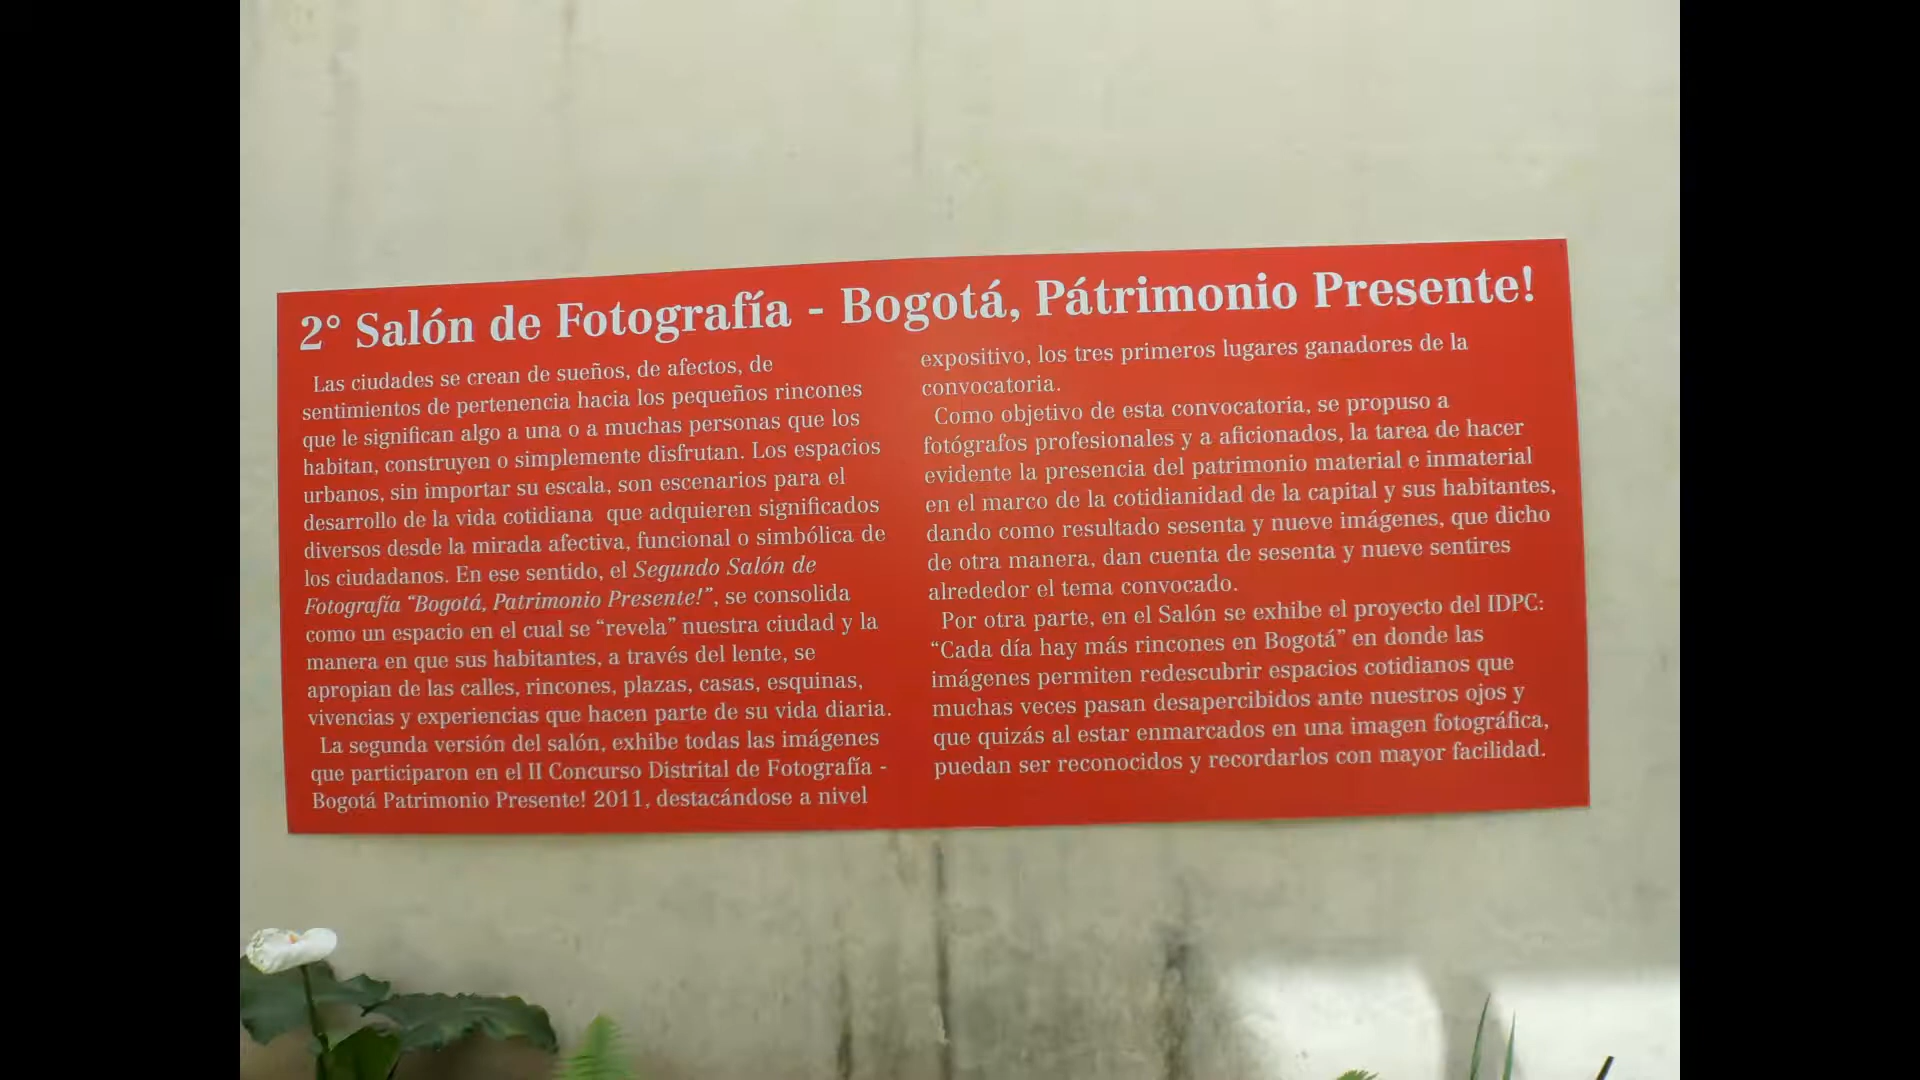 2° Salón de Fotografía - Bogotá, Pátrimonio Presente!
Las ciudades se crean de sueños, de afectos, de
sentimientos de pertenencia hacia los pequeños rincones
que le significan algo a una o a muchas personas que los
habitan, construyen o simplemente disfrutan. Los espacios
urbanos, sin importar su escala, son escenarios para el
desarrollo de la vida cotidiana que adquieren significados
diversos desde la mirada afectiva, funcional o simbólica de
los ciudadanos. En ese sentido, el Segundo Salón de
Fotografía “Bogotá, Patrimonio Presente!”, se consolida
como un espacio en el cual se “revela” nuestra ciudad y la
manera en que sus habitantes, a través del lente, se
apropian de las calles, rincones, plazas, casas, esquinas,
vivencias y experiencias que hacen parte de su vida diaria.
La segunda versión del salón, exhibe todas las imágenes
que participaron en el II Concurso Distrital de Fotografía -
Bogotá Patrimonio Presente! 2011, destacándose a nivel
expositivo, los tres primeros lugares ganadores de la
convocatoria.
Como objetivo de esta convocatoria, se propuso a
fotógrafos profesionales y a aficionados, la tarea de hacer
evidente la presencia del patrimonio material e inmaterial
en el marco de la cotidianidad de la capital y sus habitantes,
dando como resultado sesenta y nueve imágenes, que dicho
de otra manera, dan cuenta de sesenta y nueve sentires
alrededor el tema convocado.
Por otra parte, en el Salón se exhibe el proyecto del IDPC:
“Cada día hay más rincones en Bogotá” en donde las
imágenes permiten redescubrir espacios cotidianos que
muchas veces pasan desapercibidos ante nuestros ojos y
que quizás al estar enmarcados en una imagen fotográfica,
puedan ser reconocidos y recordarlos con mayor facilidad.